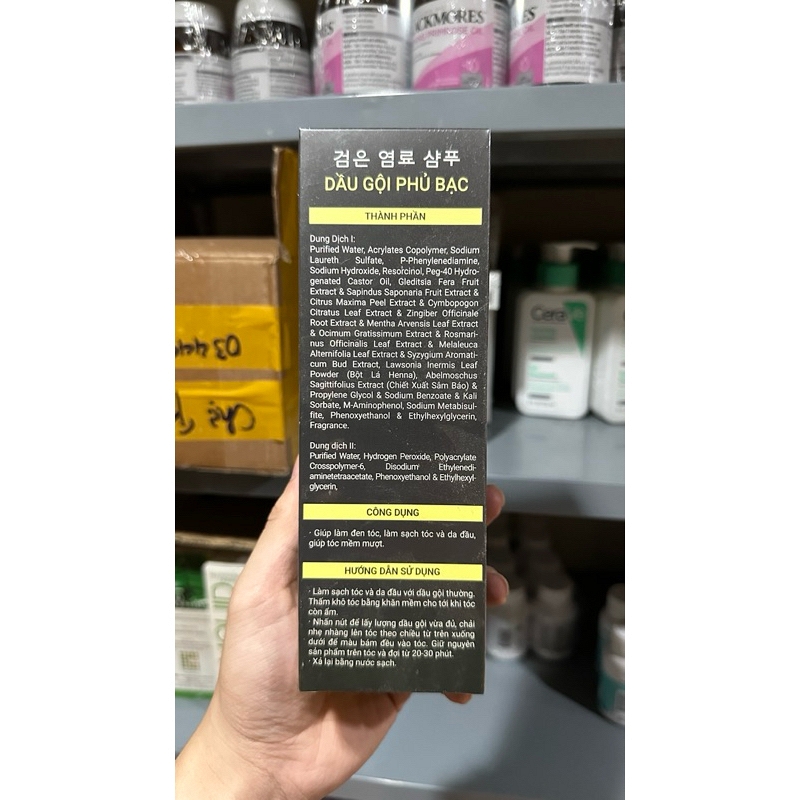 CKMORES
검은 염료 샴푸
DẦU GỘI PHỦ BẠC
THÀNH PHẦN
Dung Dịch I:
Purified Water, Acrylates Copolymer, Sodium
Laureth Sulfate, P-Phenylenediamine,
Sodium Hydroxide, Resorcinol, Peg-40 Hydro-
genated Castor Oil, Gleditsia Fera Fruit
Extract & Sapindus Saponaria Fruit Extract &
Citrus Maxima Peel Extract & Cymbopogon
Citratus Leaf Extract & Zingiber Officinale
Root Extract & Mentha Arvensis Leaf Extract
& Ocimum Gratissimum Extract & Rosmari-
nus Officinalis Leaf Extract & Melaleuca
Alternifolia Leaf Extract & Syzygium Aromati-
cum Bud Extract, Lawsonia Inermis Leaf
Powder (Bột Lá Henna), Abelmoschus
Sagittifolius Extract (Chiết Xuất Sâm Báo) &
Propylene Glycol & Sodium Benzoate & Kali
Sorbate, M-Aminophenol, Sodium Metabisul-
fite, Phenoxyethanol & Ethylhexylglycerin,
Fragrance.
Dung dịch II:
Purified Water, Hydrogen Peroxide, Polyacrylate
Crosspolymer-6, Disodium Ethylenedi-
aminetetraacetate, Phenoxyethanol & Ethylhexyl-
glycerin,
CÔNG DỤNG
· Giúp làm đen tóc, làm sạch tóc và da đầu,
giúp tóc mềm mượt.
HƯỚNG DẪN SỬ DỤNG
· Làm sạch tóc và da đầu với dầu gội thường.
Thấm khô tóc bằng khăn mềm cho tới khi tóc
còn ẩm.
· Nhấn nút để lấy lượng dầu gội vừa đủ, chải
nhẹ nhàng lên tóc theo chiều từ trên xuống
dưới để màu bám đều vào tóc. Giữ nguyên
sản phẩm trên tóc và đợi từ 20-30 phút.
· Xả lại bằng nước sạch.